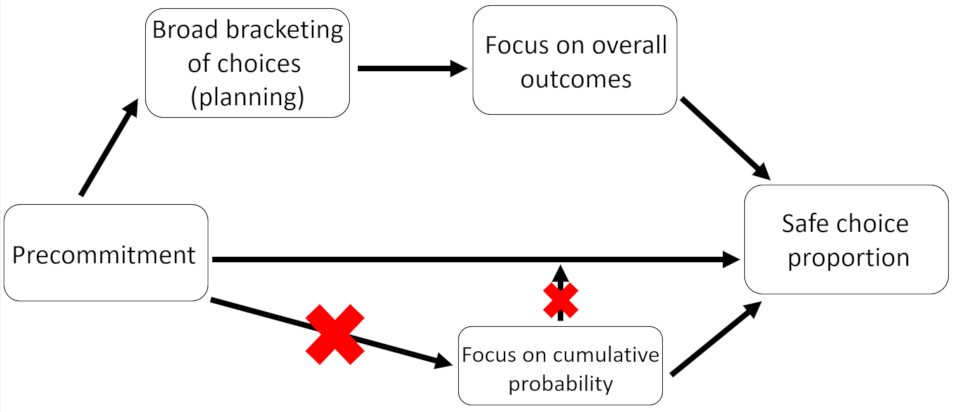 Broad bracketing
of choices
(planning)
Focus on overall
outcomes
Precommitment
Safe choice
proportion
Focus on cumulative
probability